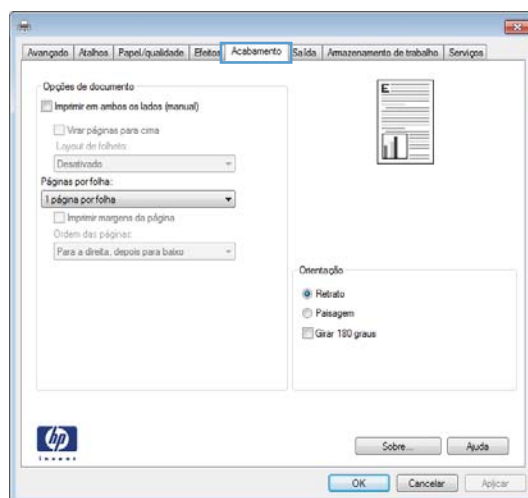 Avançado Atalhos Papel/qualidade Efeitos Acabamento Saída Armazenamento de trabalho Serviços
Opções de documento
Imprimir em ambos os lados (manual)
Virar páginas para cima
Layout de folheto:
Desativado
Páginas por folha:
1 página por folha
Imprimir margens da página
Ordem das páginas:
Para a direita, depois para baixo
E
Orientação
Retrato
Paisagem
Girar 180 graus
hp
invent
Sobre... Ajuda
OK Cancelar Aplicar